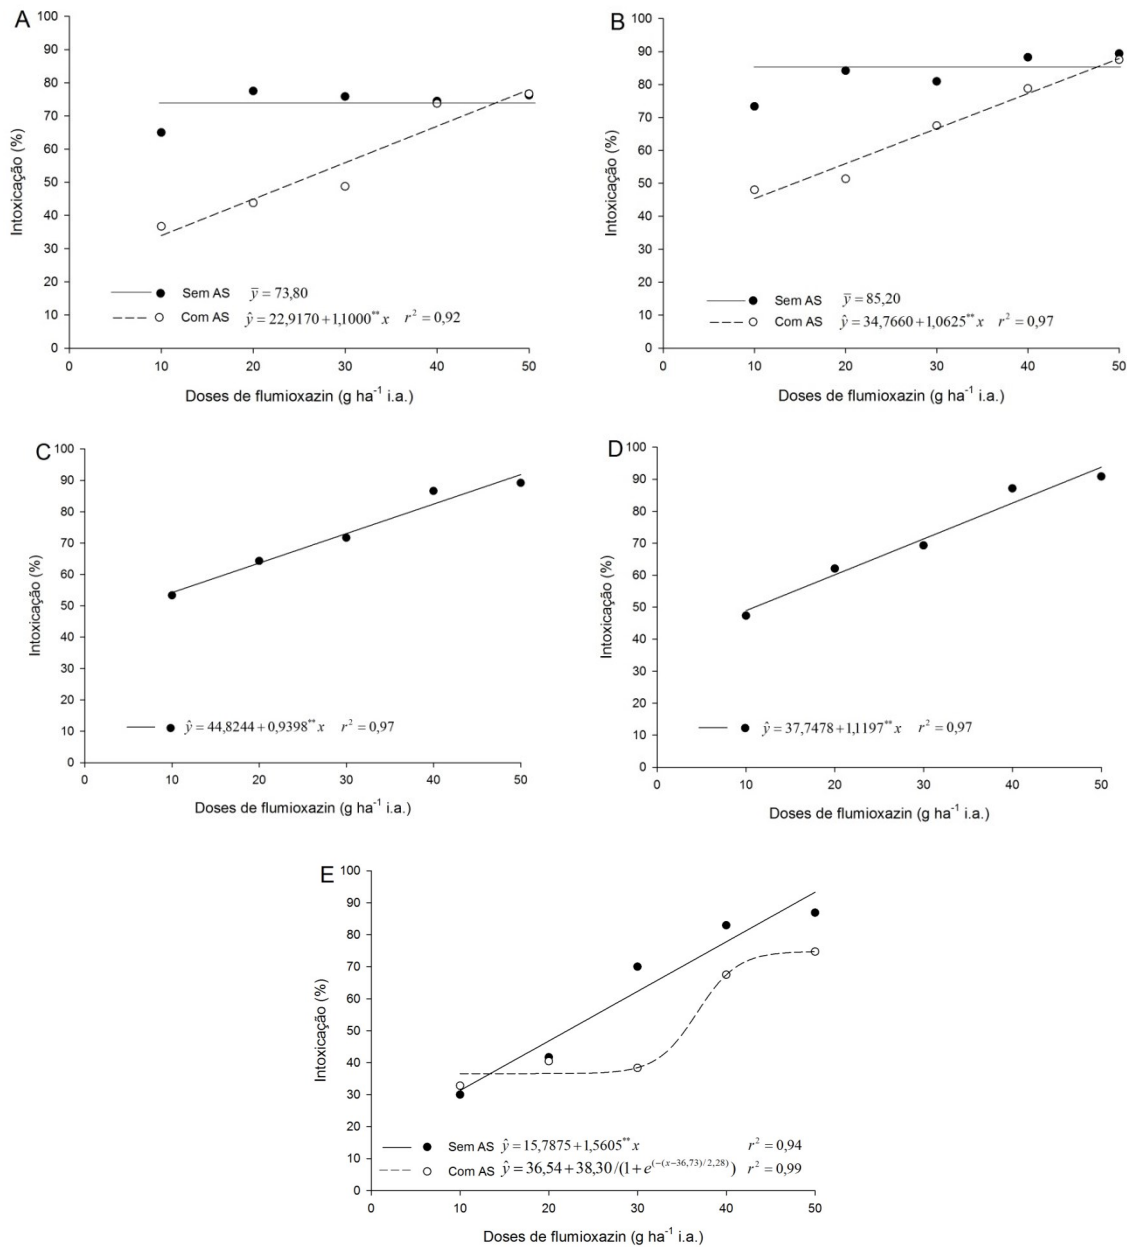 A
100
90
80
70
60
50
40
30
20
10
0
Intoxicação (%)
Sem AS ȳ = 73,80
Com AS ŷ = 22,9170 + 1,1000** x r² = 0,92
0 10 20 30 40 50
Doses de flumioxazin (g ha⁻¹ i.a.)
B
100
90
80
70
60
50
40
30
20
10
0
Intoxicação (%)
Sem AS ȳ = 85,20
Com AS ŷ = 34,7660 + 1,0625** x r² = 0,97
0 10 20 30 40 50
Doses de flumioxazin (g ha⁻¹ i.a.)
C
100
90
80
70
60
50
40
30
20
10
0
Intoxicação (%)
ŷ = 44,8244 + 0,9398** x r² = 0,97
0 10 20 30 40 50
Doses de flumioxazin (g ha⁻¹ i.a.)
D
100
90
80
70
60
50
40
30
20
10
0
Intoxicação (%)
ŷ = 37,7478 + 1,1197** x r² = 0,97
0 10 20 30 40 50
Doses de flumioxazin (g ha⁻¹ i.a.)
E
100
90
80
70
60
50
40
30
20
10
0
Intoxicação (%)
Sem AS ŷ = 15,7875 + 1,5605** x r² = 0,94
Com AS ŷ = 36,54 + 38,30 /(1 + e^(−(x−36,73)/2,28)) r² = 0,99
0 10 20 30 40 50
Doses de flumioxazin (g ha⁻¹ i.a.)